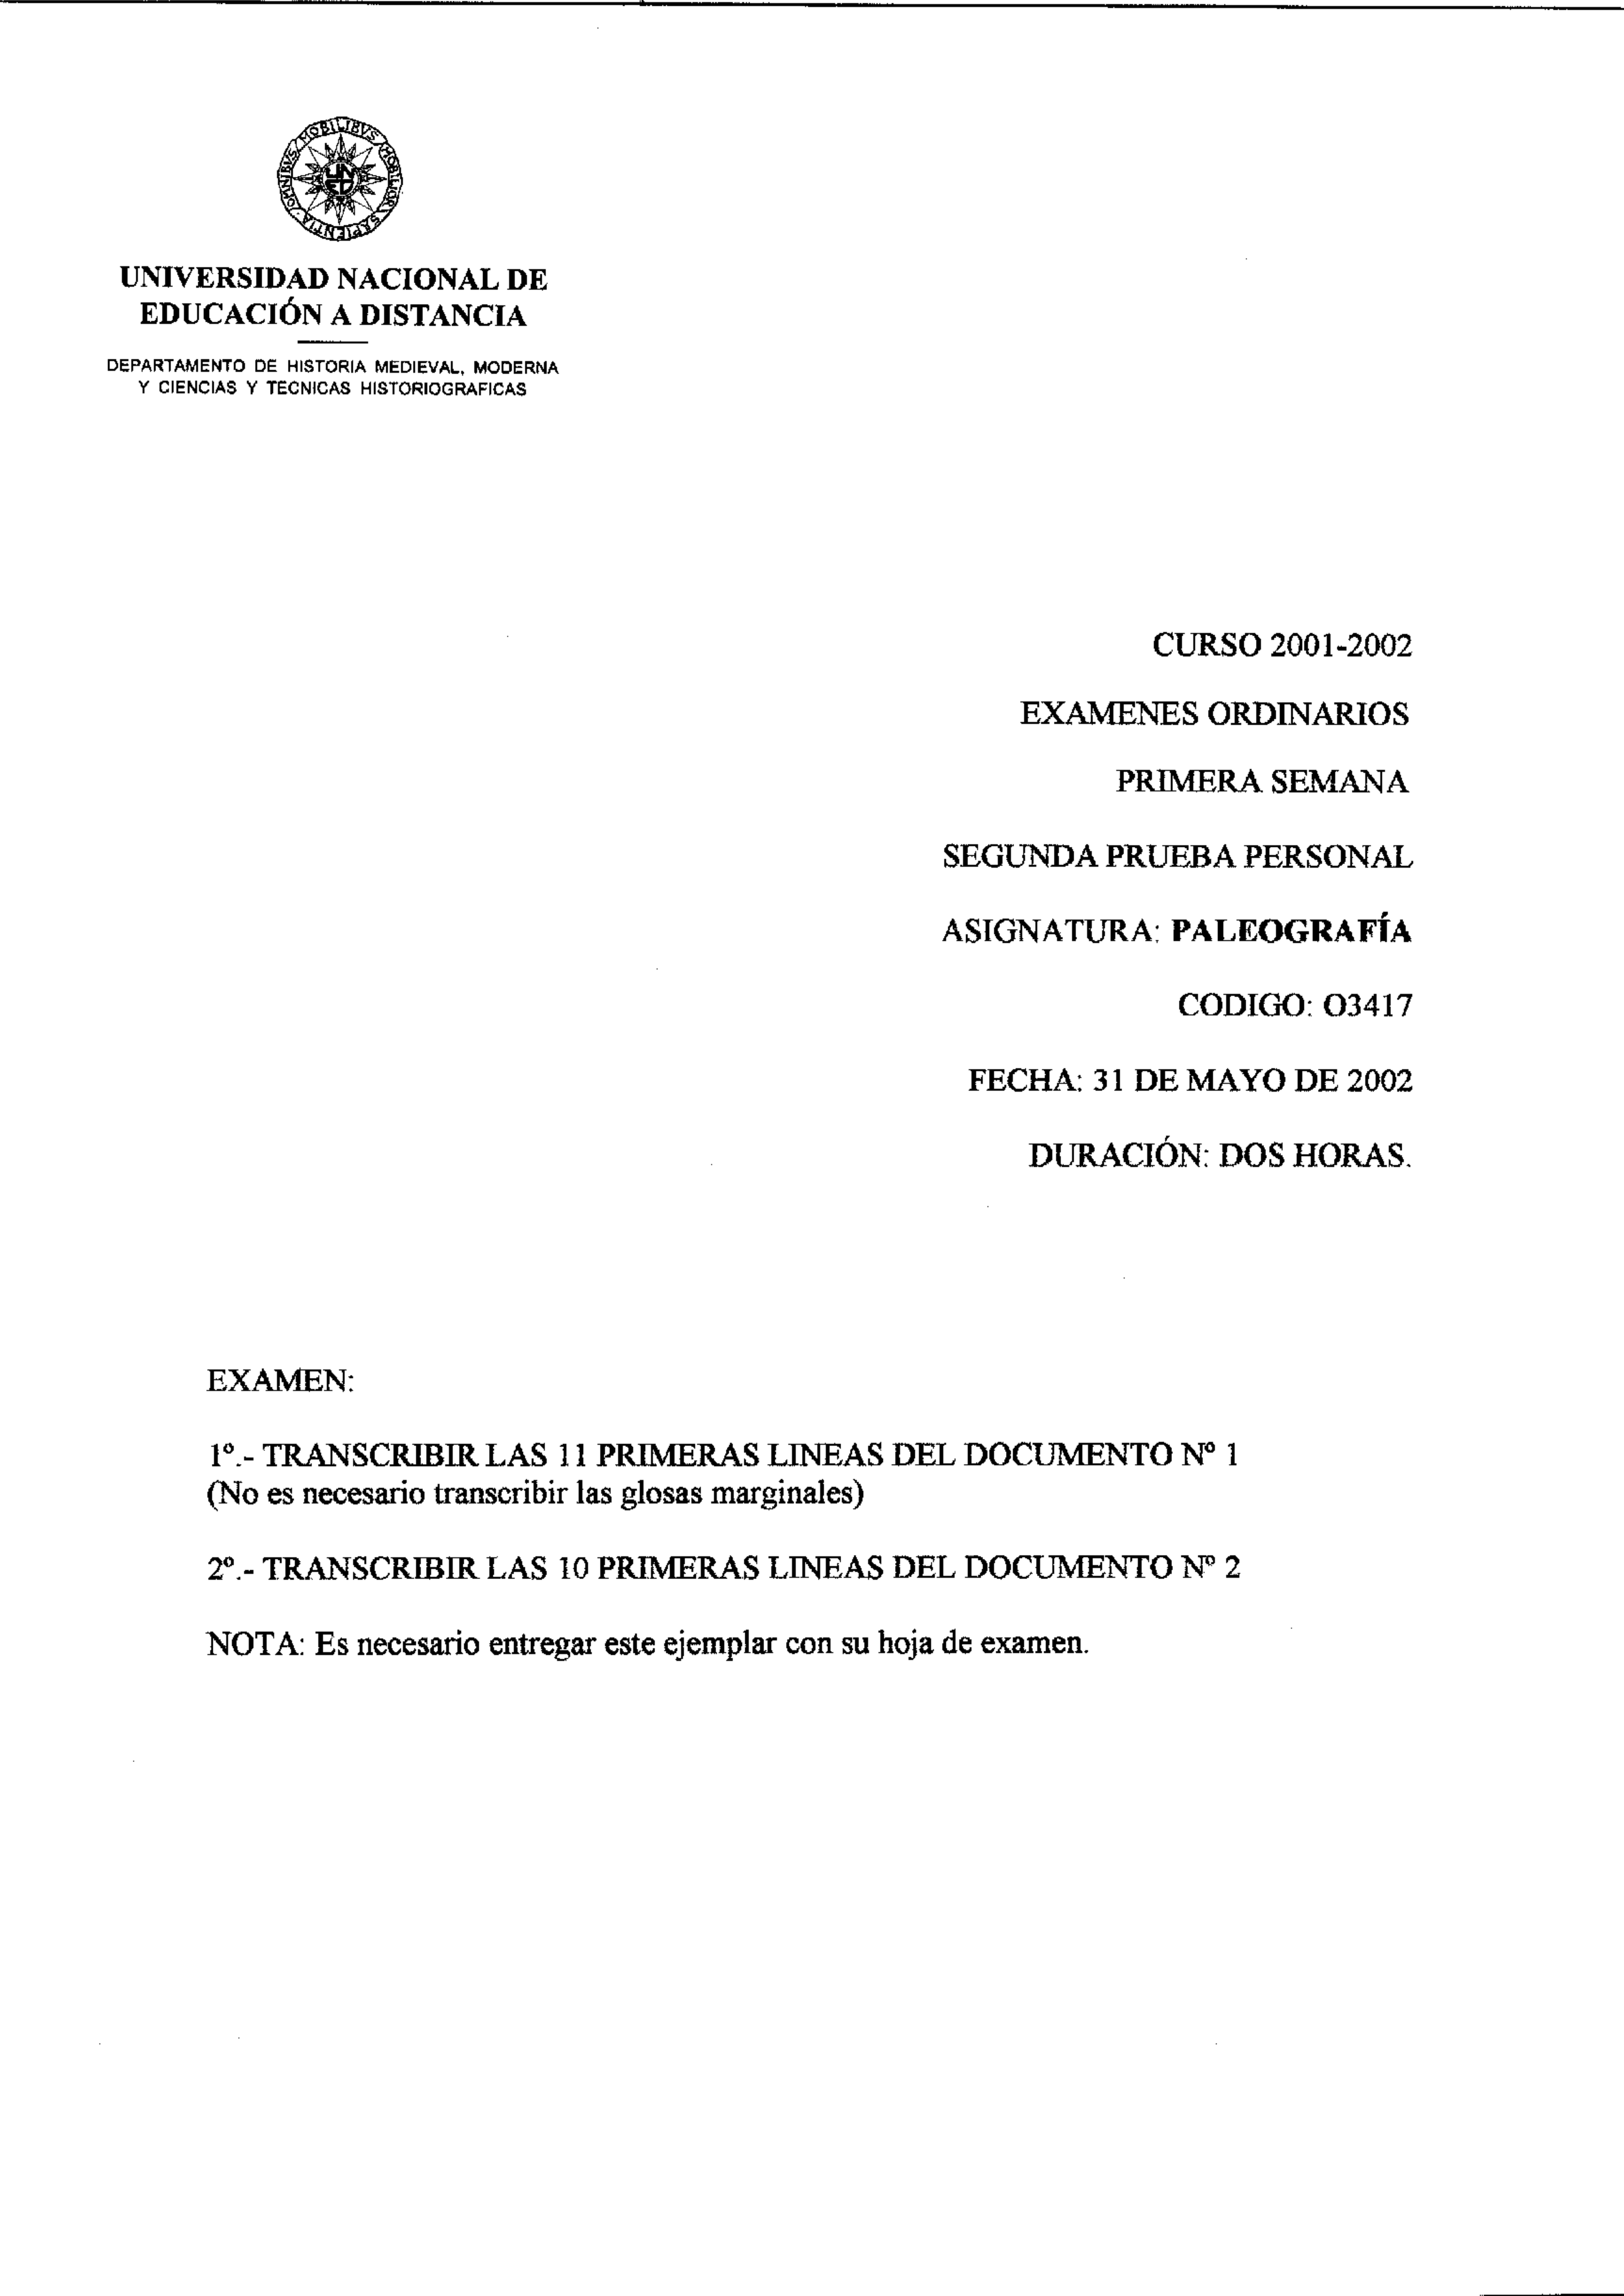 OMNIBVS MOBILIBVS MOBILIOR SAPIENTIA
UNED
UNIVERSIDAD NACIONAL DE
EDUCACIÓN A DISTANCIA
DEPARTAMENTO DE HISTORIA MEDIEVAL, MODERNA
Y CIENCIAS Y TECNICAS HISTORIOGRAFICAS
CURSO 2001-2002
EXAMENES ORDINARIOS
PRIMERA SEMANA
SEGUNDA PRUEBA PERSONAL
ASIGNATURA: PALEOGRAFÍA
CODIGO: O3417
FECHA: 31 DE MAYO DE 2002
DURACIÓN: DOS HORAS.
EXAMEN:
1º.- TRANSCRIBIR LAS 11 PRIMERAS LINEAS DEL DOCUMENTO Nº 1
(No es necesario transcribir las glosas marginales)
2º.- TRANSCRIBIR LAS 10 PRIMERAS LINEAS DEL DOCUMENTO Nº 2
NOTA: Es necesario entregar este ejemplar con su hoja de examen.